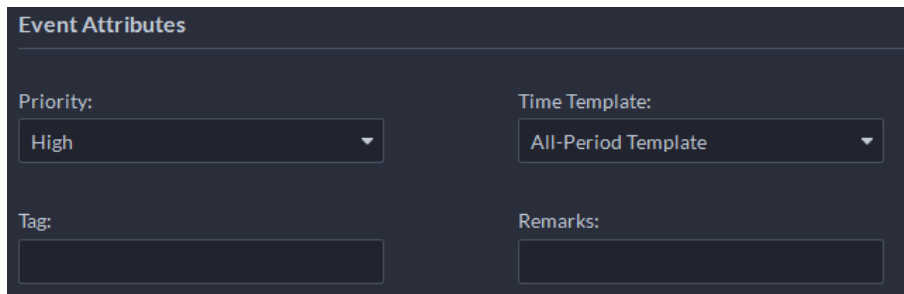 Event Attributes
Priority:
Time Template:
High
All-Period Template
Tag:
Remarks: